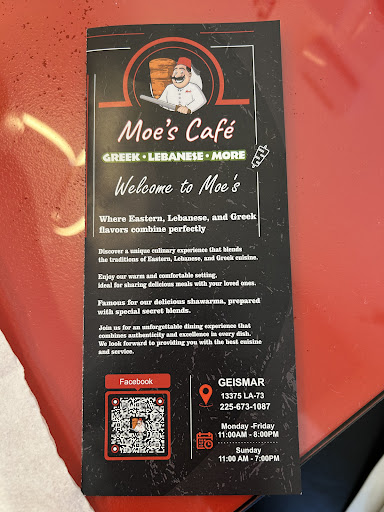 Moe's Café
GREEK • LEBANESE • MORE
Welcome to Moe's
Where Eastern, Lebanese, and Greek
flavors combine perfectly
Discover a unique culinary experience that blends
the traditions of Eastern, Lebanese, and Greek cuisine.
Enjoy our warm and comfortable setting,
ideal for sharing delicious meals with your loved ones.
Famous for our delicious shawarma, prepared
with special secret blends.
Join us for an unforgettable dining experience that
combines authenticity and excellence in every dish.
We look forward to providing you with the best cuisine
and service.
Facebook
GEISMAR
13375 LA-73
225-673-1087
Monday -Friday
11:00AM - 8:00PM
Sunday
11:00 AM - 7:00PM